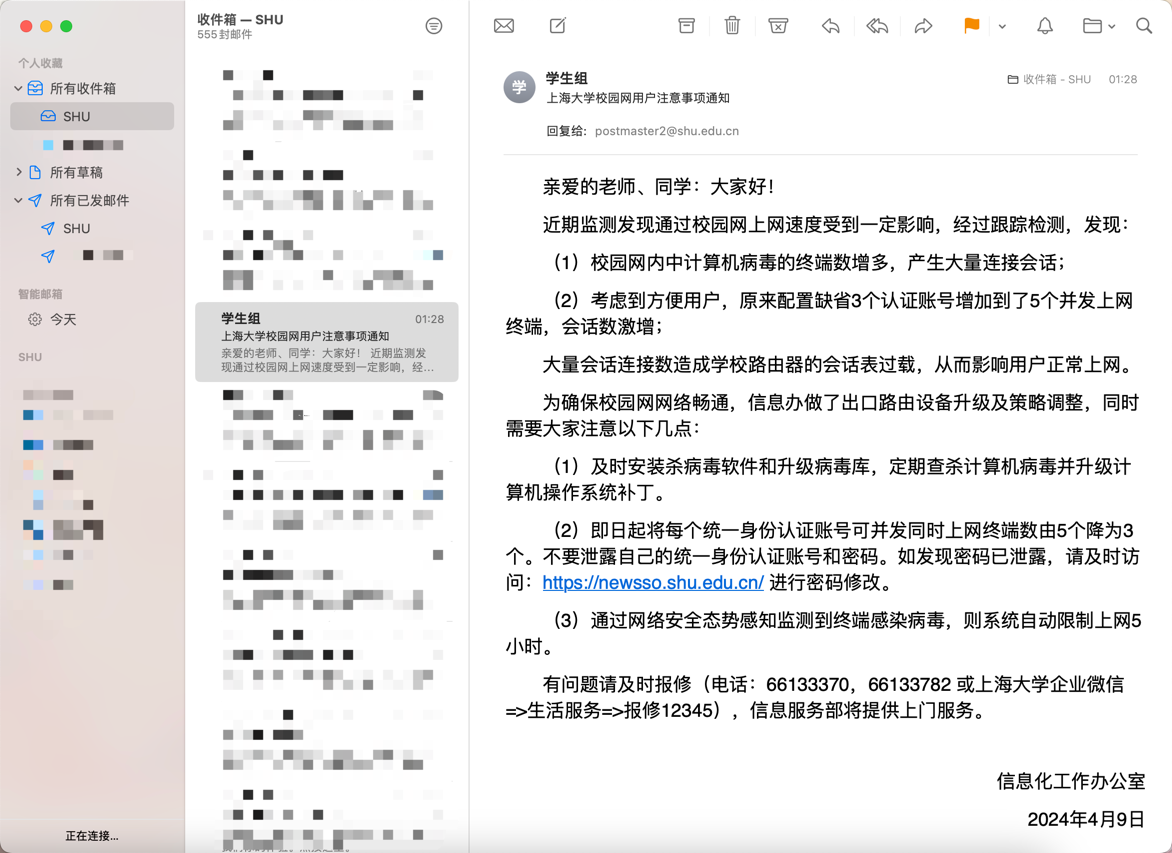 个人收藏
所有收件箱
SHU
所有草稿
所有已发邮件
SHU
智能邮箱
今天
SHU
正在连接...
收件箱 — SHU
555封邮件
学生组
01:28
上海大学校园网用户注意事项通知
亲爱的老师、同学：大家好！ 近期监测发
现通过校园网上网速度受到一定影响，经...
学
学生组
收件箱 - SHU
01:28
上海大学校园网用户注意事项通知
回复给： postmaster2@shu.edu.cn
亲爱的老师、同学：大家好！
近期监测发现通过校园网上网速度受到一定影响，经过跟踪检测，发现：
（1）校园网内中计算机病毒的终端数增多，产生大量连接会话；
（2）考虑到方便用户，原来配置缺省3个认证账号增加到了5个并发上网
终端，会话数激增；
大量会话连接数造成学校路由器的会话表过载，从而影响用户正常上网。
为确保校园网网络畅通，信息办做了出口路由设备升级及策略调整，同时
需要大家注意以下几点：
（1）及时安装杀病毒软件和升级病毒库，定期查杀计算机病毒并升级计
算机操作系统补丁。
（2）即日起将每个统一身份认证账号可并发同时上网终端数由5个降为3
个。不要泄露自己的统一身份认证账号和密码。如发现密码已泄露，请及时访
问：https://newsso.shu.edu.cn/ 进行密码修改。
（3）通过网络安全态势感知监测到终端感染病毒，则系统自动限制上网5
小时。
有问题请及时报修（电话：66133370，66133782 或上海大学企业微信
=>生活服务=>报修12345），信息服务部将提供上门服务。
信息化工作办公室
2024年4月9日